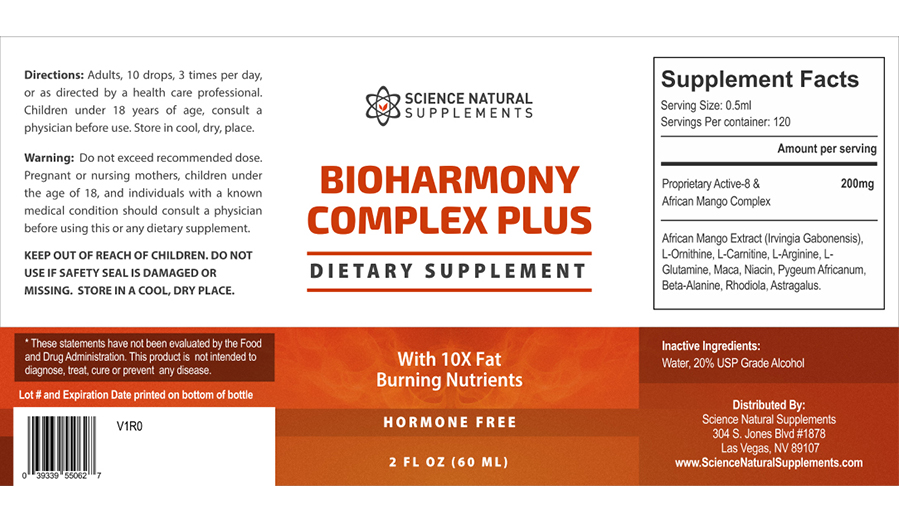 Directions: Adults, 10 drops, 3 times per day,
or as directed by a health care professional.
Children under 18 years of age, consult a
physician before use. Store in cool, dry, place.
Warning: Do not exceed recommended dose.
Pregnant or nursing mothers, children under
the age of 18, and individuals with a known
medical condition should consult a physician
before using this or any dietary supplement.
KEEP OUT OF REACH OF CHILDREN. DO NOT
USE IF SAFETY SEAL IS DAMAGED OR
MISSING. STORE IN A COOL, DRY PLACE.
* These statements have not been evaluated by the Food
and Drug Administration. This product is not intended to
diagnose, treat, cure or prevent any disease.
Lot # and Expiration Date printed on bottom of bottle
V1R0
0 39339 55062 7
SCIENCE NATURAL
SUPPLEMENTS
BIOHARMONY
COMPLEX PLUS
DIETARY SUPPLEMENT
With 10X Fat
Burning Nutrients
HORMONE FREE
2 FL OZ (60 ML)
Supplement Facts
Serving Size: 0.5ml
Servings Per container: 120
Amount per serving
Proprietary Active-8 & 200mg
African Mango Complex
African Mango Extract (Irvingia Gabonensis),
L-Ornithine, L-Carnitine, L-Arginine, L-
Glutamine, Maca, Niacin, Pygeum Africanum,
Beta-Alanine, Rhodiola, Astragalus.
Inactive Ingredients:
Water, 20% USP Grade Alcohol
Distributed By:
Science Natural Supplements
304 S. Jones Blvd #1878
Las Vegas, NV 89107
www.ScienceNaturalSupplements.com